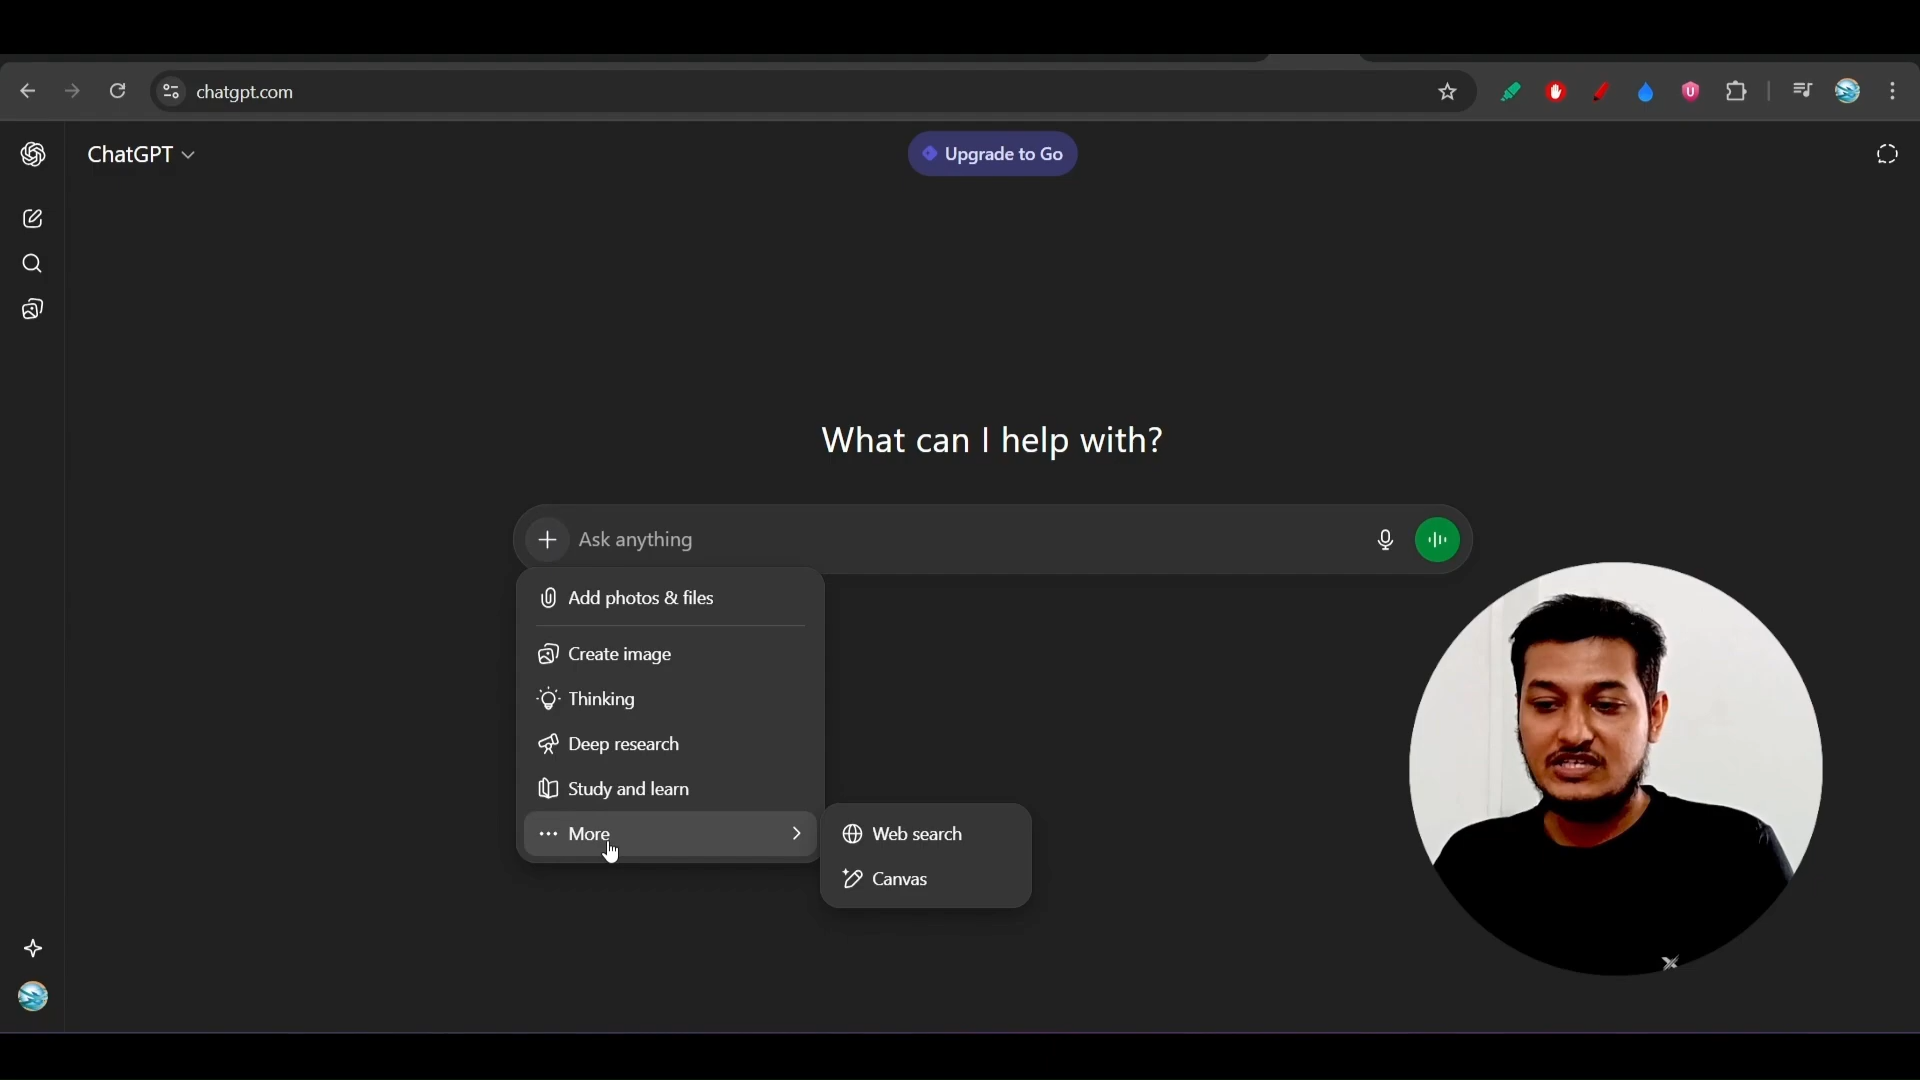 chatgpt.com
ChatGPT
Upgrade to Go
What can I help with?
Ask anything
Add photos & files
Create image
Thinking
Deep research
Study and learn
More
Web search
Canvas